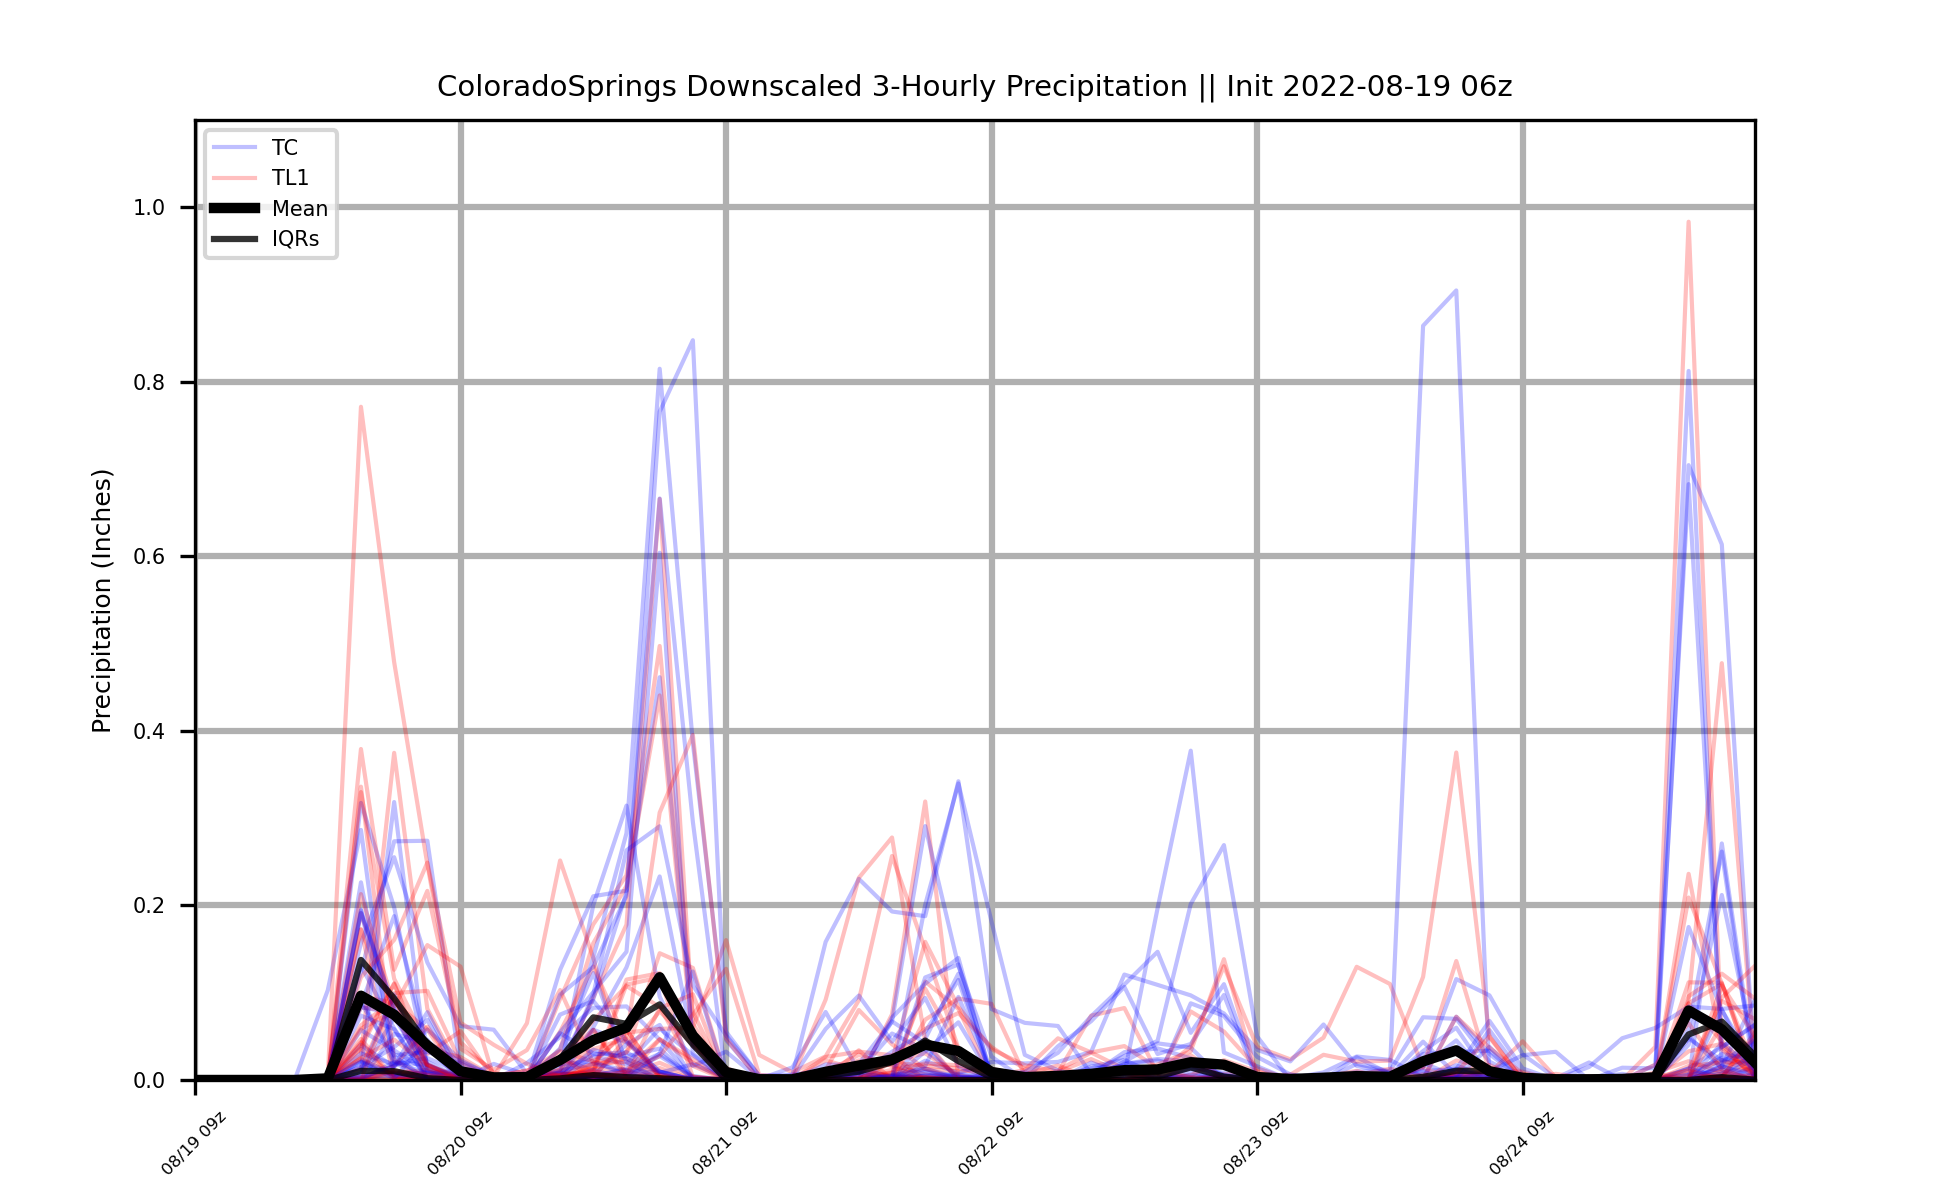 ColoradoSprings Downscaled 3-Hourly Precipitation || Init 2022-08-19 06z
TC
TL1
Mean
IQRs
Precipitation (Inches)
1.0
0.8
0.6
0.4
0.2
0.0
08/19 09z
08/20 09z
08/21 09z
08/22 09z
08/23 09z
08/24 09z